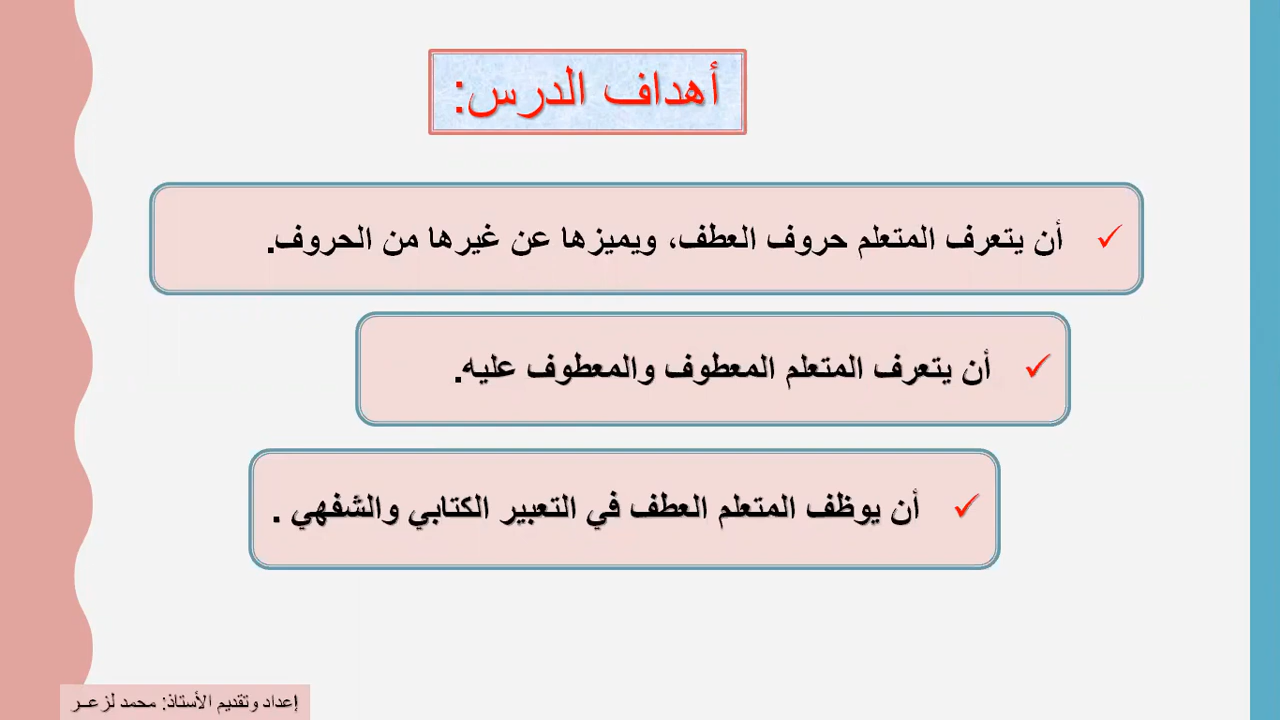 أهداف الدرس:
أن يتعرف المتعلم حروف العطف، ويميزها عن غيرها من الحروف.
أن يتعرف المتعلم المعطوف والمعطوف عليه.
أن يوظف المتعلم العطف في التعبير الكتابي والشفهي .
إعداد وتقديم الأستاذ: محمد لزعــر